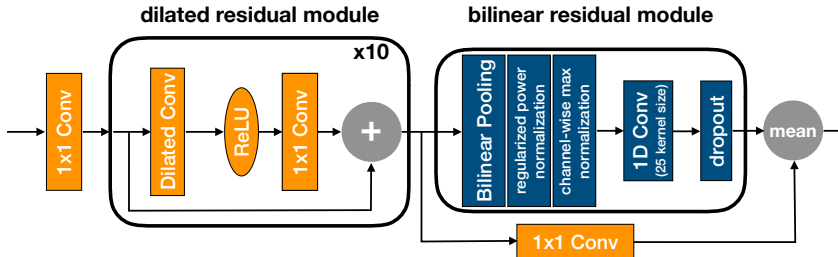 dilated residual module
bilinear residual module
x10
1x1 Conv
Dilated Conv
ReLU
1x1 Conv
+
Bilinear Pooling
regularized power
normalization
channel-wise max
normalization
1D Conv
(25 kernel size)
dropout
mean
1x1 Conv